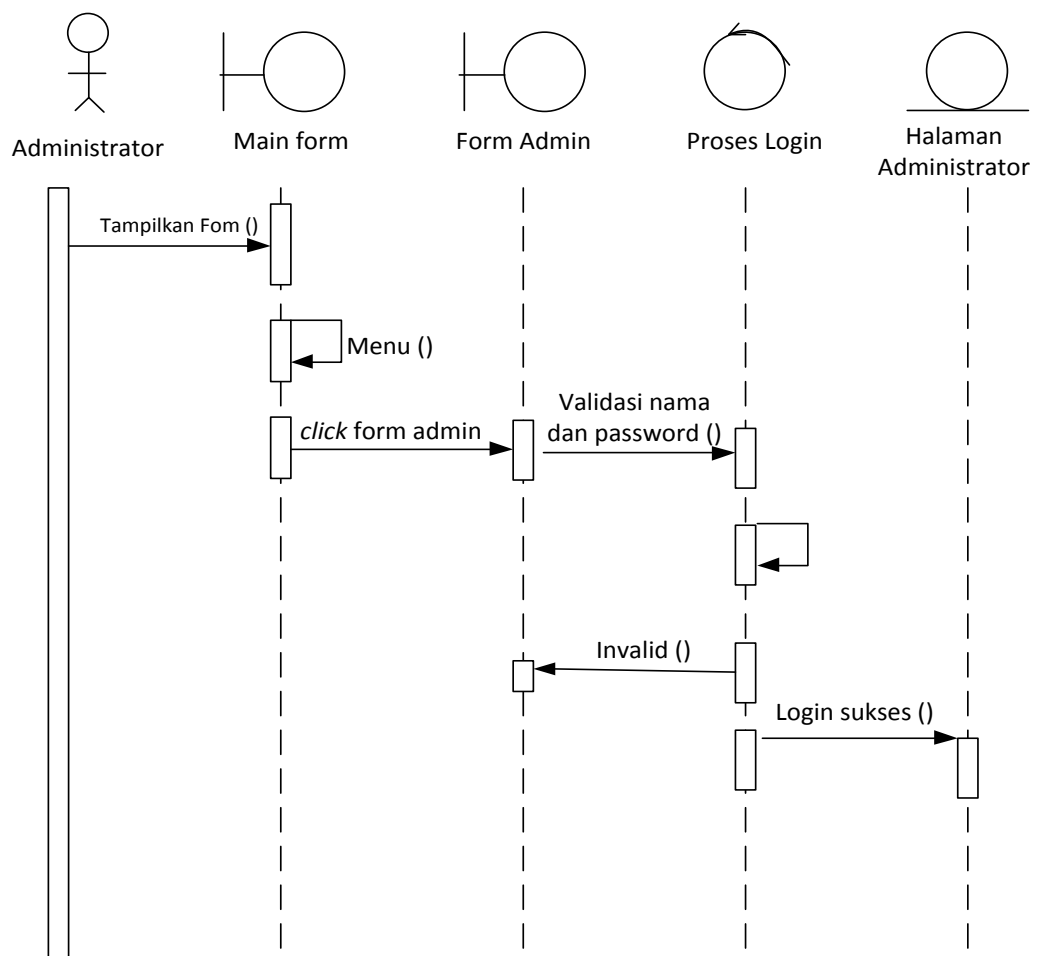 Administrator
Main form
Form Admin
Proses Login
Halaman
Administrator
Tampilkan Fom ()
Menu ()
click form admin
Validasi nama
dan password ()
Invalid ()
Login sukses ()